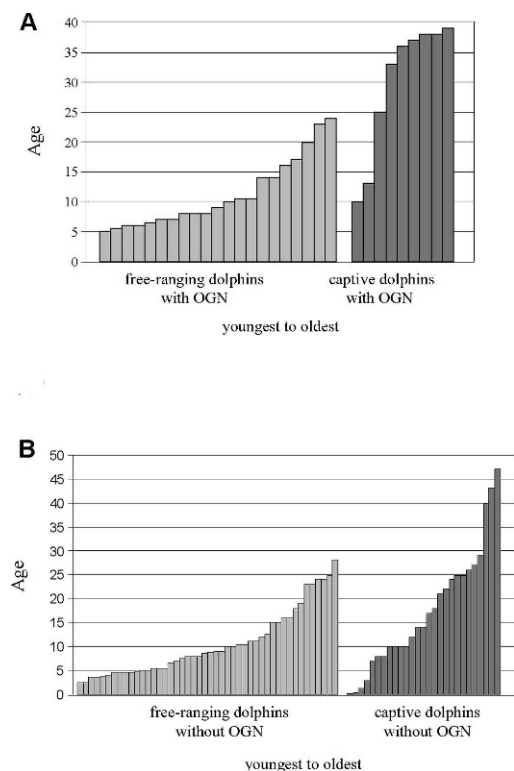 A
40
35
30
25
20
15
10
5
0
Age
free-ranging dolphins
with OGN
captive dolphins
with OGN
youngest to oldest
B
50
45
40
35
30
25
20
15
10
5
0
Age
free-ranging dolphins
without OGN
captive dolphins
without OGN
youngest to oldest